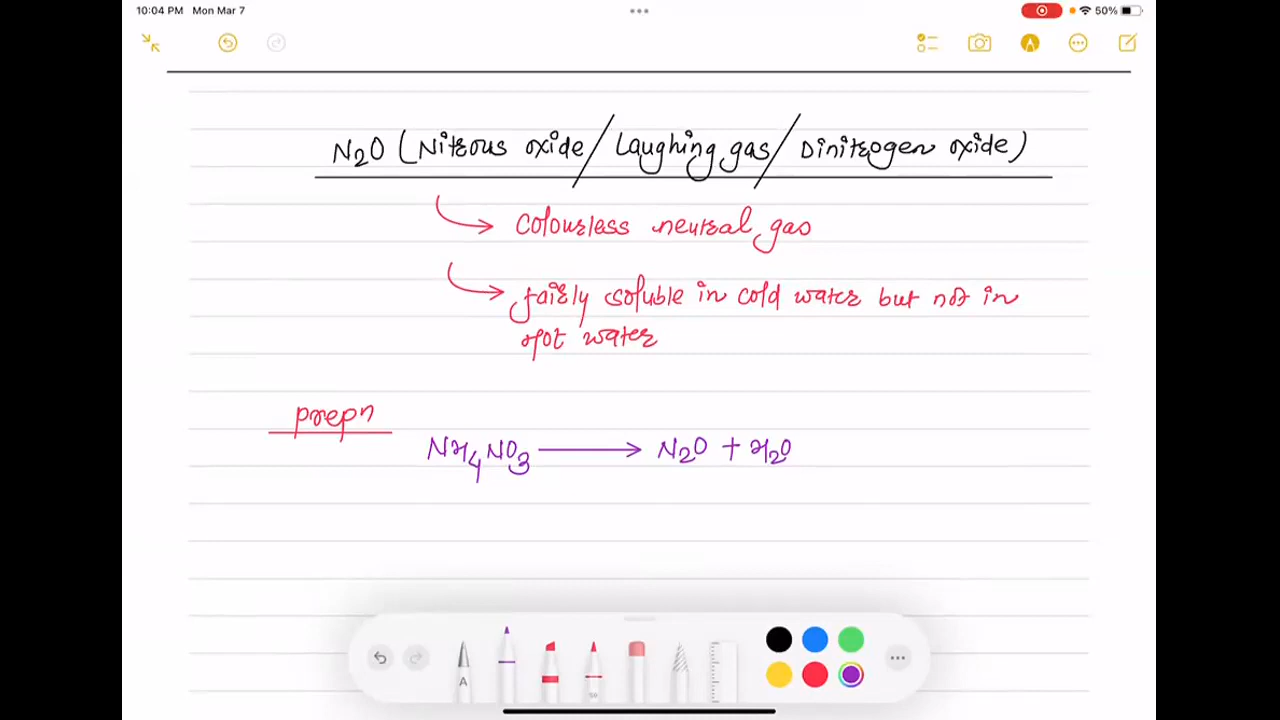 10:04 PM Mon Mar 7
50%
N2O (Nitrous oxide/Laughing gas/Dinitrogen oxide)
Colourless neutral gas
fairly soluble in cold water but not in
hot water
prepn
NH4NO3 → N2O + H2O
A
50